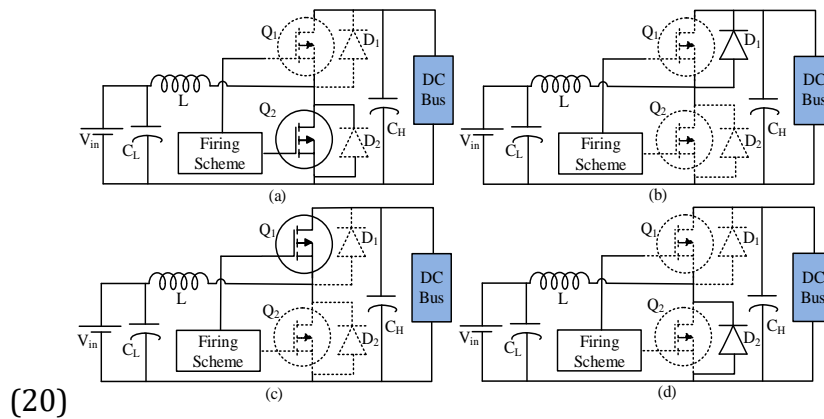 Q1
D1
DC
Bus
L
Q2
Vin
CL
Firing
Scheme
D2
CH
(a)
Q1
D1
DC
Bus
L
Q2
Vin
CL
Firing
Scheme
D2
CH
(b)
Q1
D1
DC
Bus
L
Q2
Vin
CL
Firing
Scheme
D2
CH
(c)
Q1
D1
DC
Bus
L
Q2
Vin
CL
Firing
Scheme
D2
CH
(d)
(20)